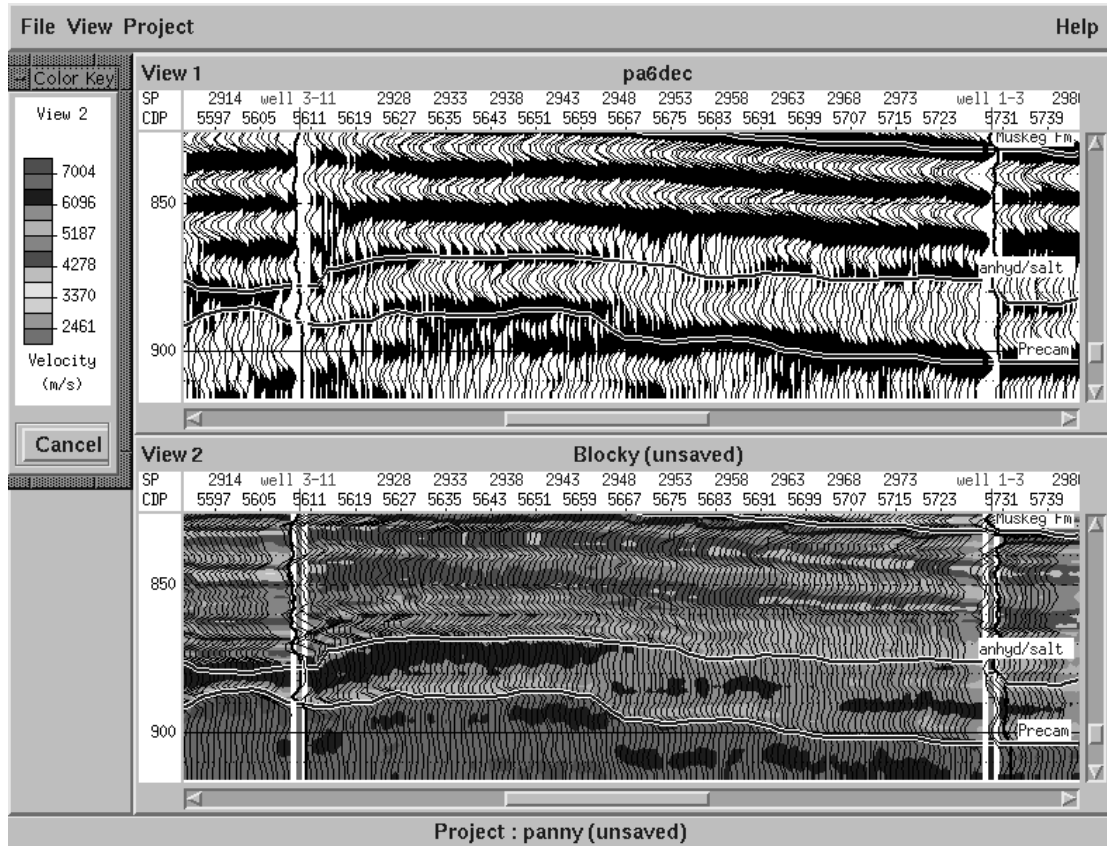 File View Project Help
Color Key
View 2
7004
6096
5187
4278
3370
2461
Velocity
(m/s)
Cancel
View 1 pa6dec
SP 2914 well 3-11 2928 2933 2938 2943 2948 2953 2958 2963 2968 2973 well 1-3 298
CDP 5597 5605 5611 5619 5627 5635 5643 5651 5659 5667 5675 5683 5691 5699 5707 5715 5723 5731 5739
Muskeg Fm
850
anhyd/salt
900
Precam
View 2 Blocky (unsaved)
SP 2914 well 3-11 2928 2933 2938 2943 2948 2953 2958 2963 2968 2973 well 1-3 298
CDP 5597 5605 5611 5619 5627 5635 5643 5651 5659 5667 5675 5683 5691 5699 5707 5715 5723 5731 5739
Muskeg Fm
850
anhyd/salt
900
Precam
Project : panny (unsaved)